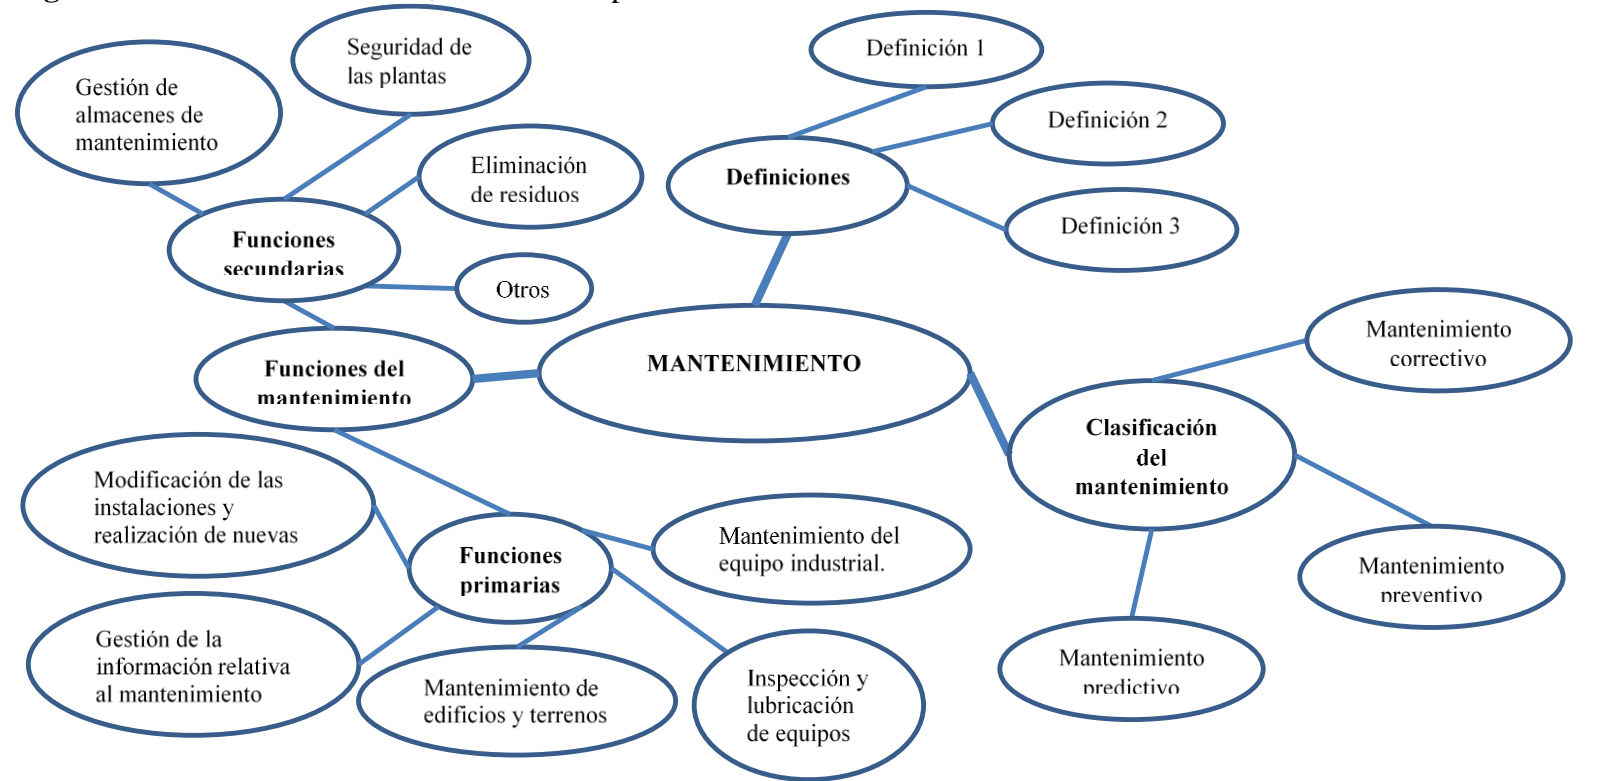 Seguridad de
las plantas
Gestión de
almacenes de
mantenimiento
Eliminación
de residuos
Funciones
secundarias
Otros
Funciones del
mantenimiento
Definición 1
Definición 2
Definiciones
Definición 3
MANTENIMIENTO
Mantenimiento
correctivo
Clasificación
del
mantenimiento
Mantenimiento
preventivo
Mantenimiento
predictivo
Modificación de las
instalaciones y
realización de nuevas
Funciones
primarias
Mantenimiento del
equipo industrial.
Gestión de la
información relativa
al mantenimiento
Mantenimiento de
edificios y terrenos
Inspección y
lubricación
de equipos